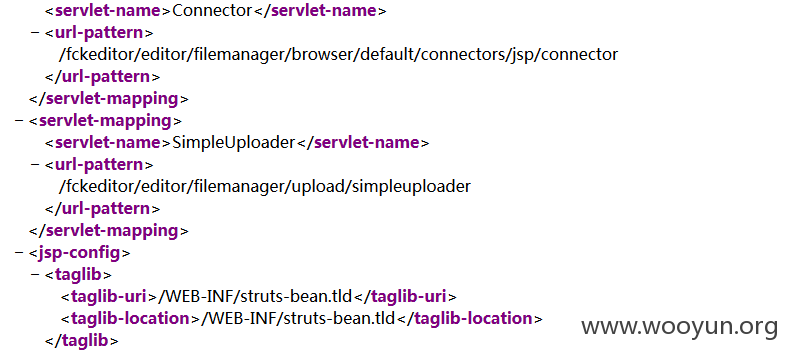 <servlet-name>Connector</servlet-name>
− <url-pattern>
/fckeditor/editor/filemanager/browser/default/connectors/jsp/connector
</url-pattern>
</servlet-mapping>
− <servlet-mapping>
<servlet-name>SimpleUploader</servlet-name>
− <url-pattern>
/fckeditor/editor/filemanager/upload/simpleuploader
</url-pattern>
</servlet-mapping>
− <jsp-config>
− <taglib>
<taglib-uri>/WEB-INF/struts-bean.tld</taglib-uri>
<taglib-location>/WEB-INF/struts-bean.tld</taglib-location>
</taglib>
www.wooyun.org